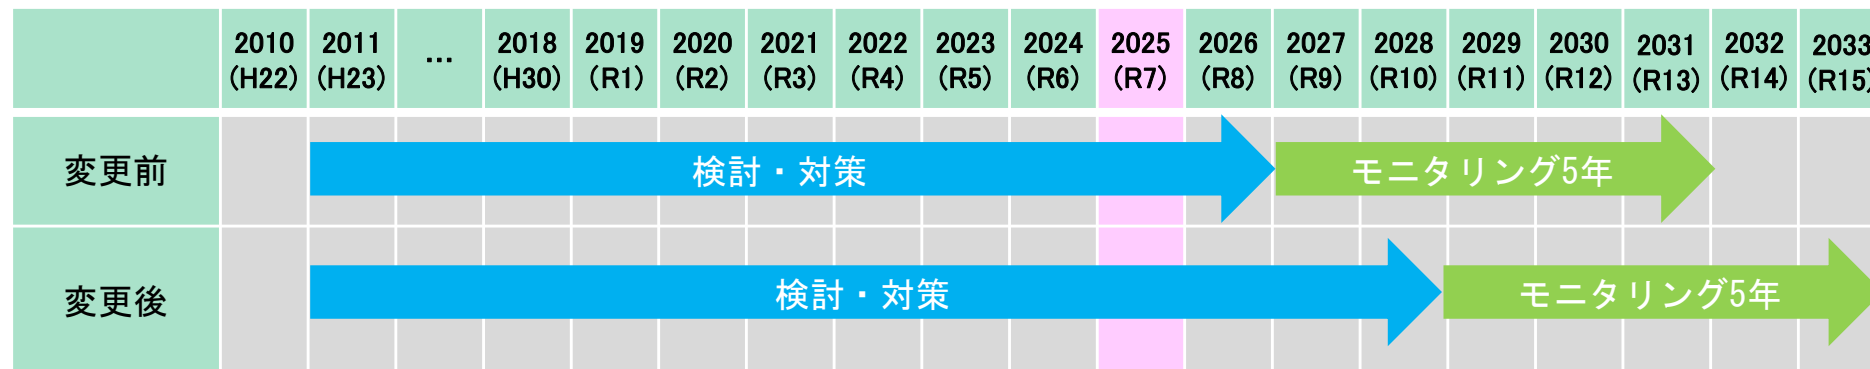 2010 2011 … 2018 2019 2020 2021 2022 2023 2024 2025 2026 2027 2028 2029 2030 2031 2032 2033
(H22) (H23) (H30) (R1) (R2) (R3) (R4) (R5) (R6) (R7) (R8) (R9) (R10) (R11) (R12) (R13) (R14) (R15)
変更前 検討・対策 モニタリング5年
変更後 検討・対策 モニタリング5年